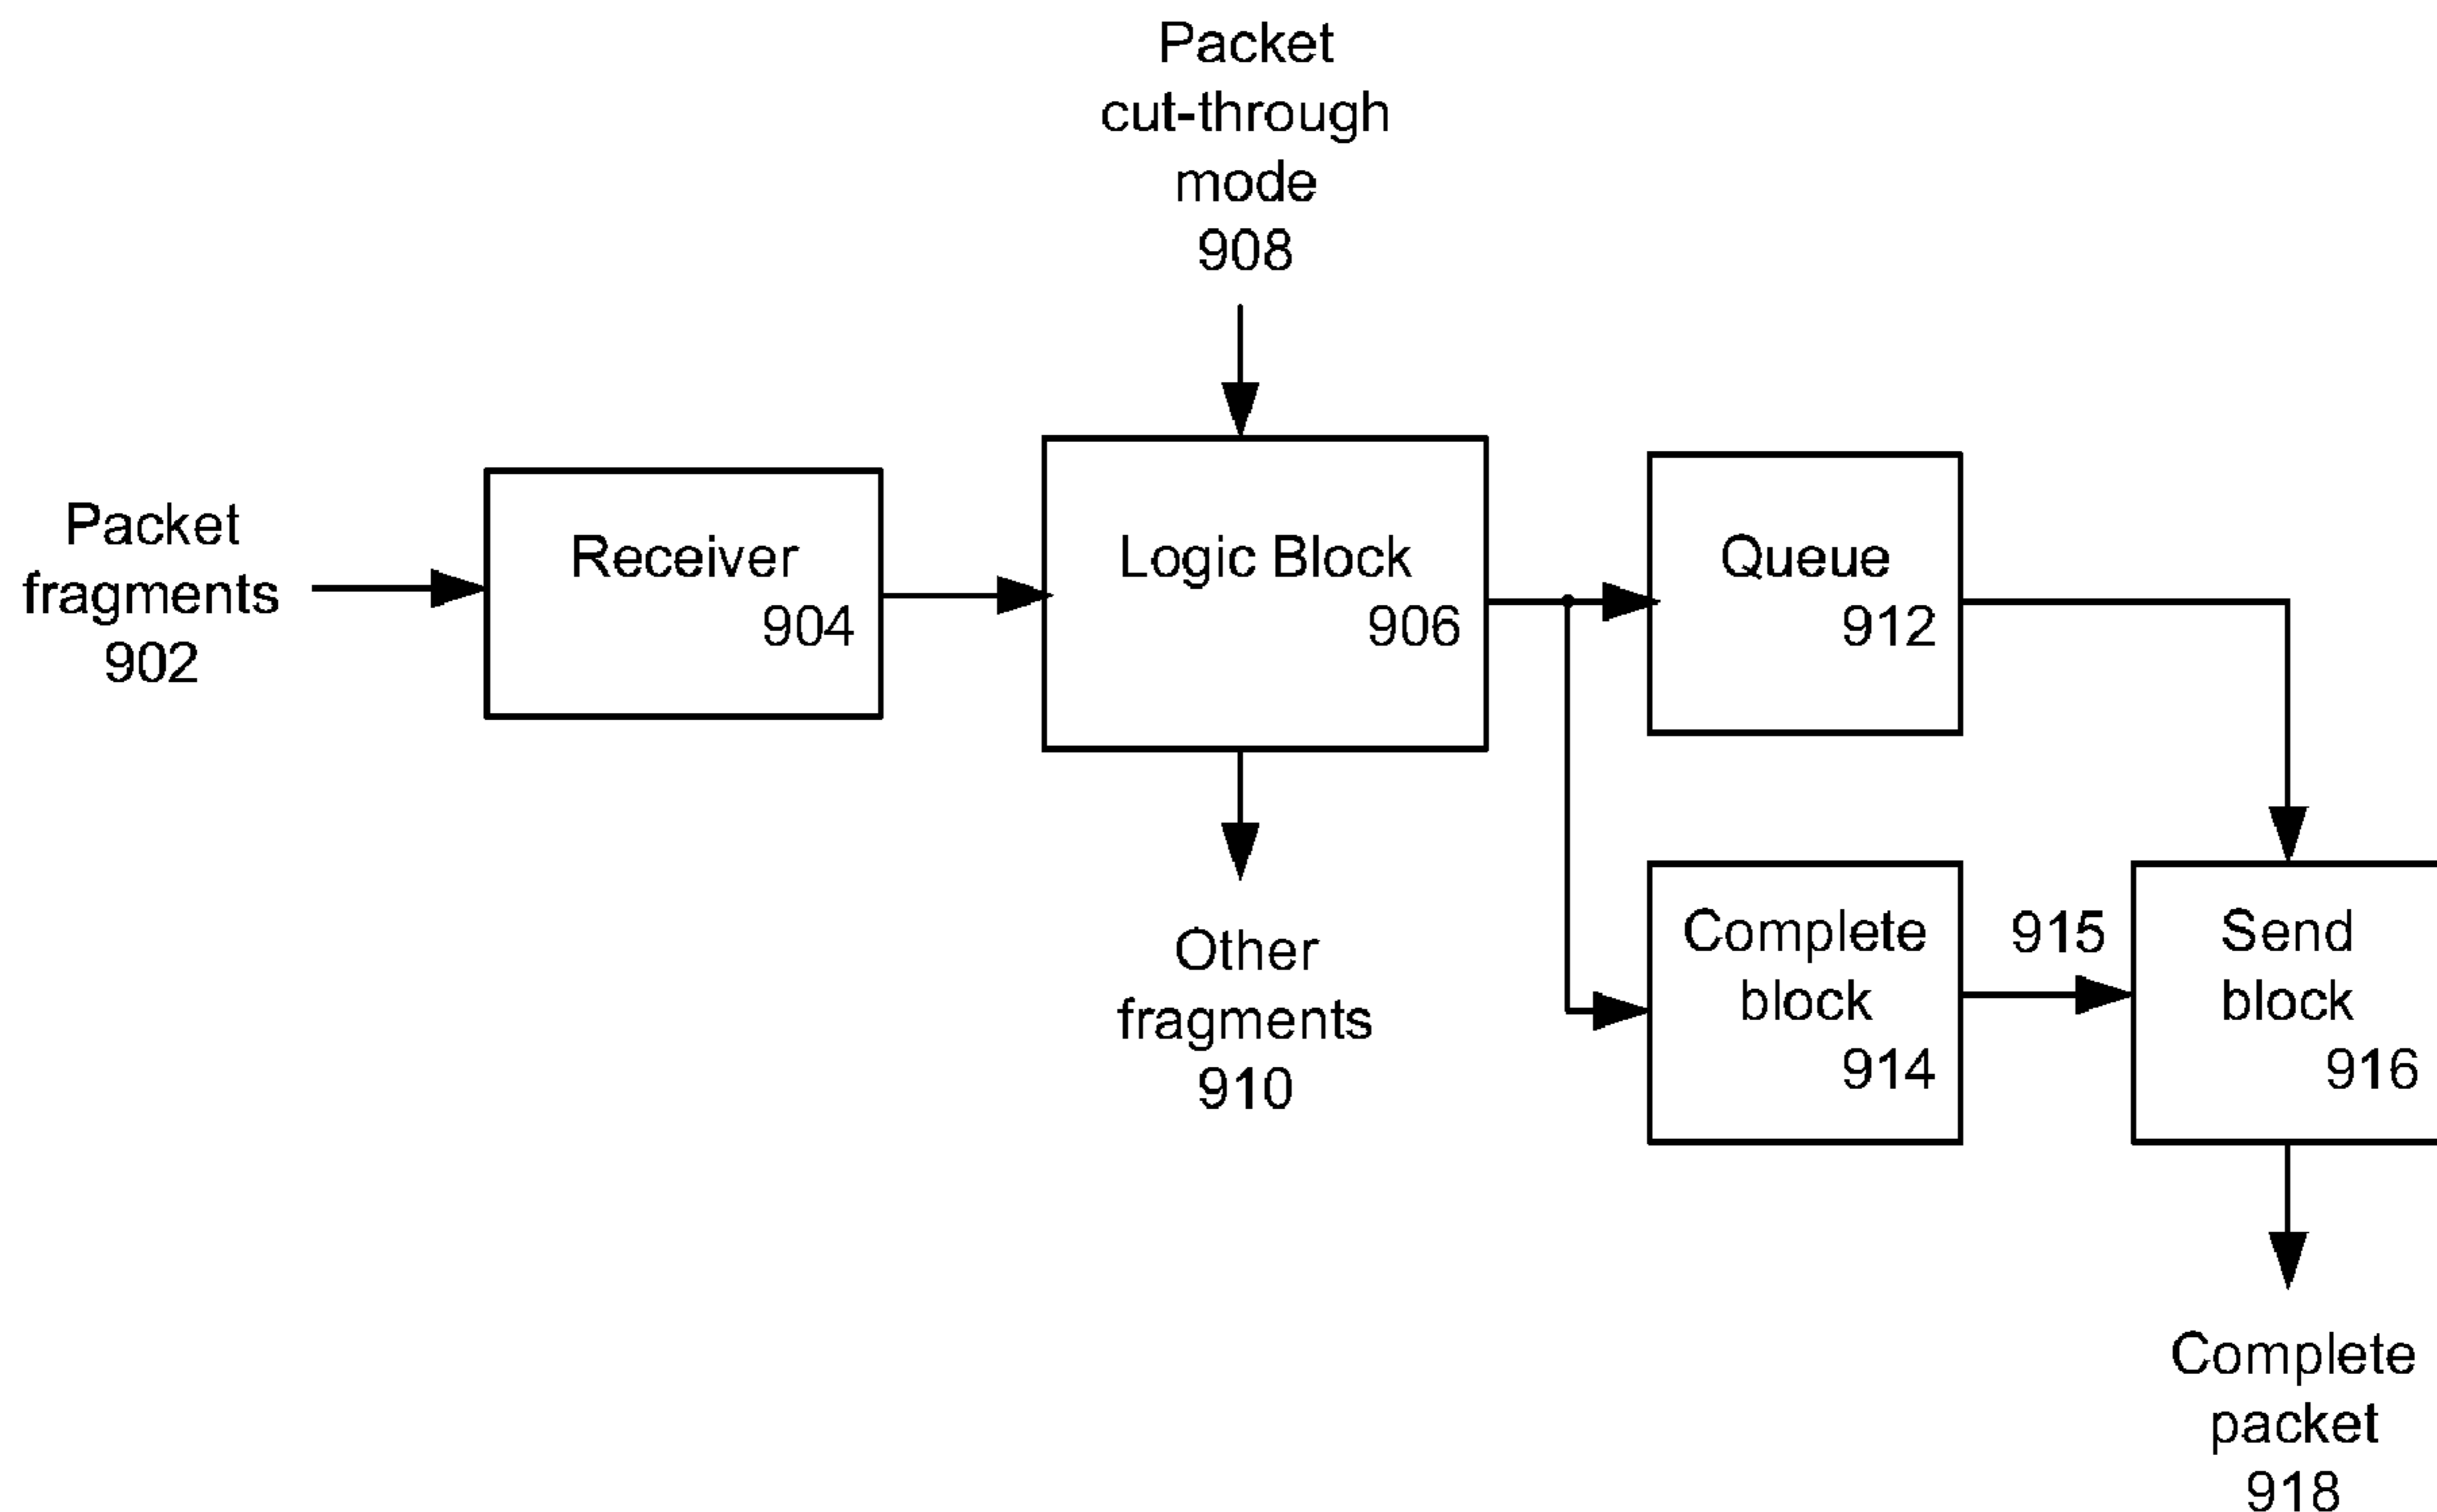 Packet
cut-through
mode
908
Packet
fragments
902
Receiver
904
Logic Block
906
Queue
912
Other
fragments
910
Complete
block
914
915
Send
block
916
Complete
packet
918